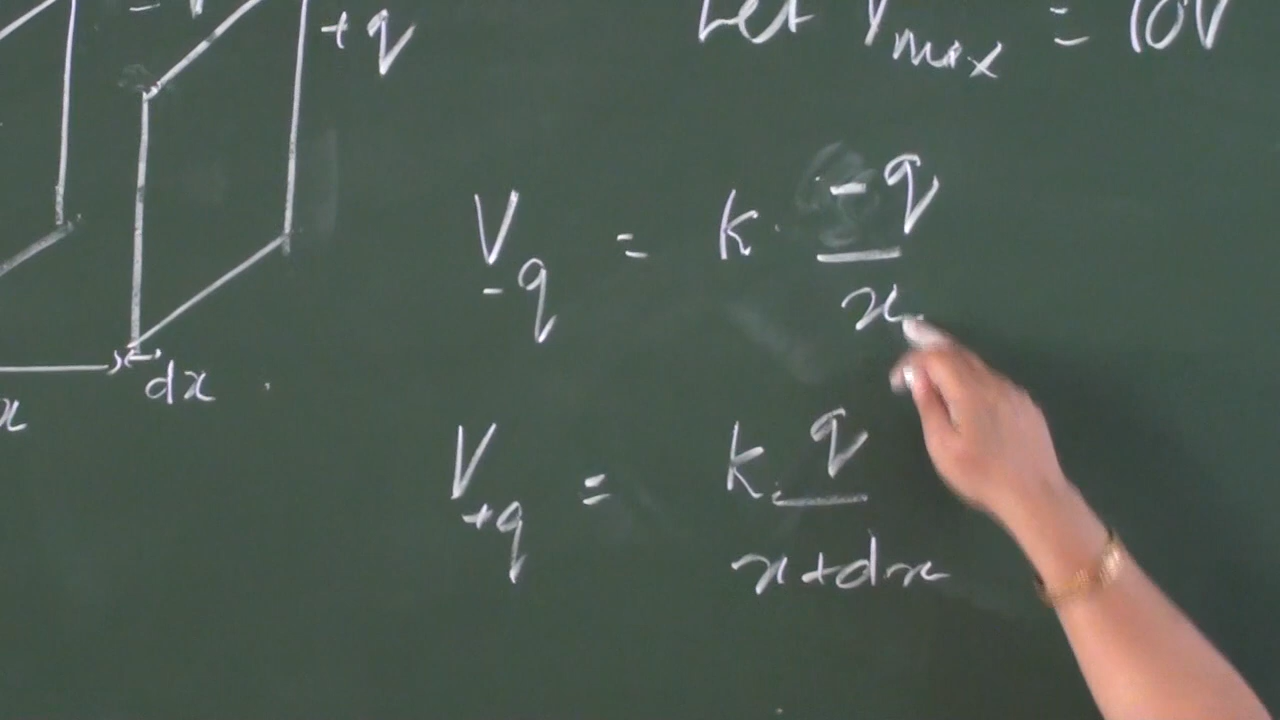 +q
Let Vmax = 10V
V-q = k. -q/x
x
dx
V+q = k. q/x+dx